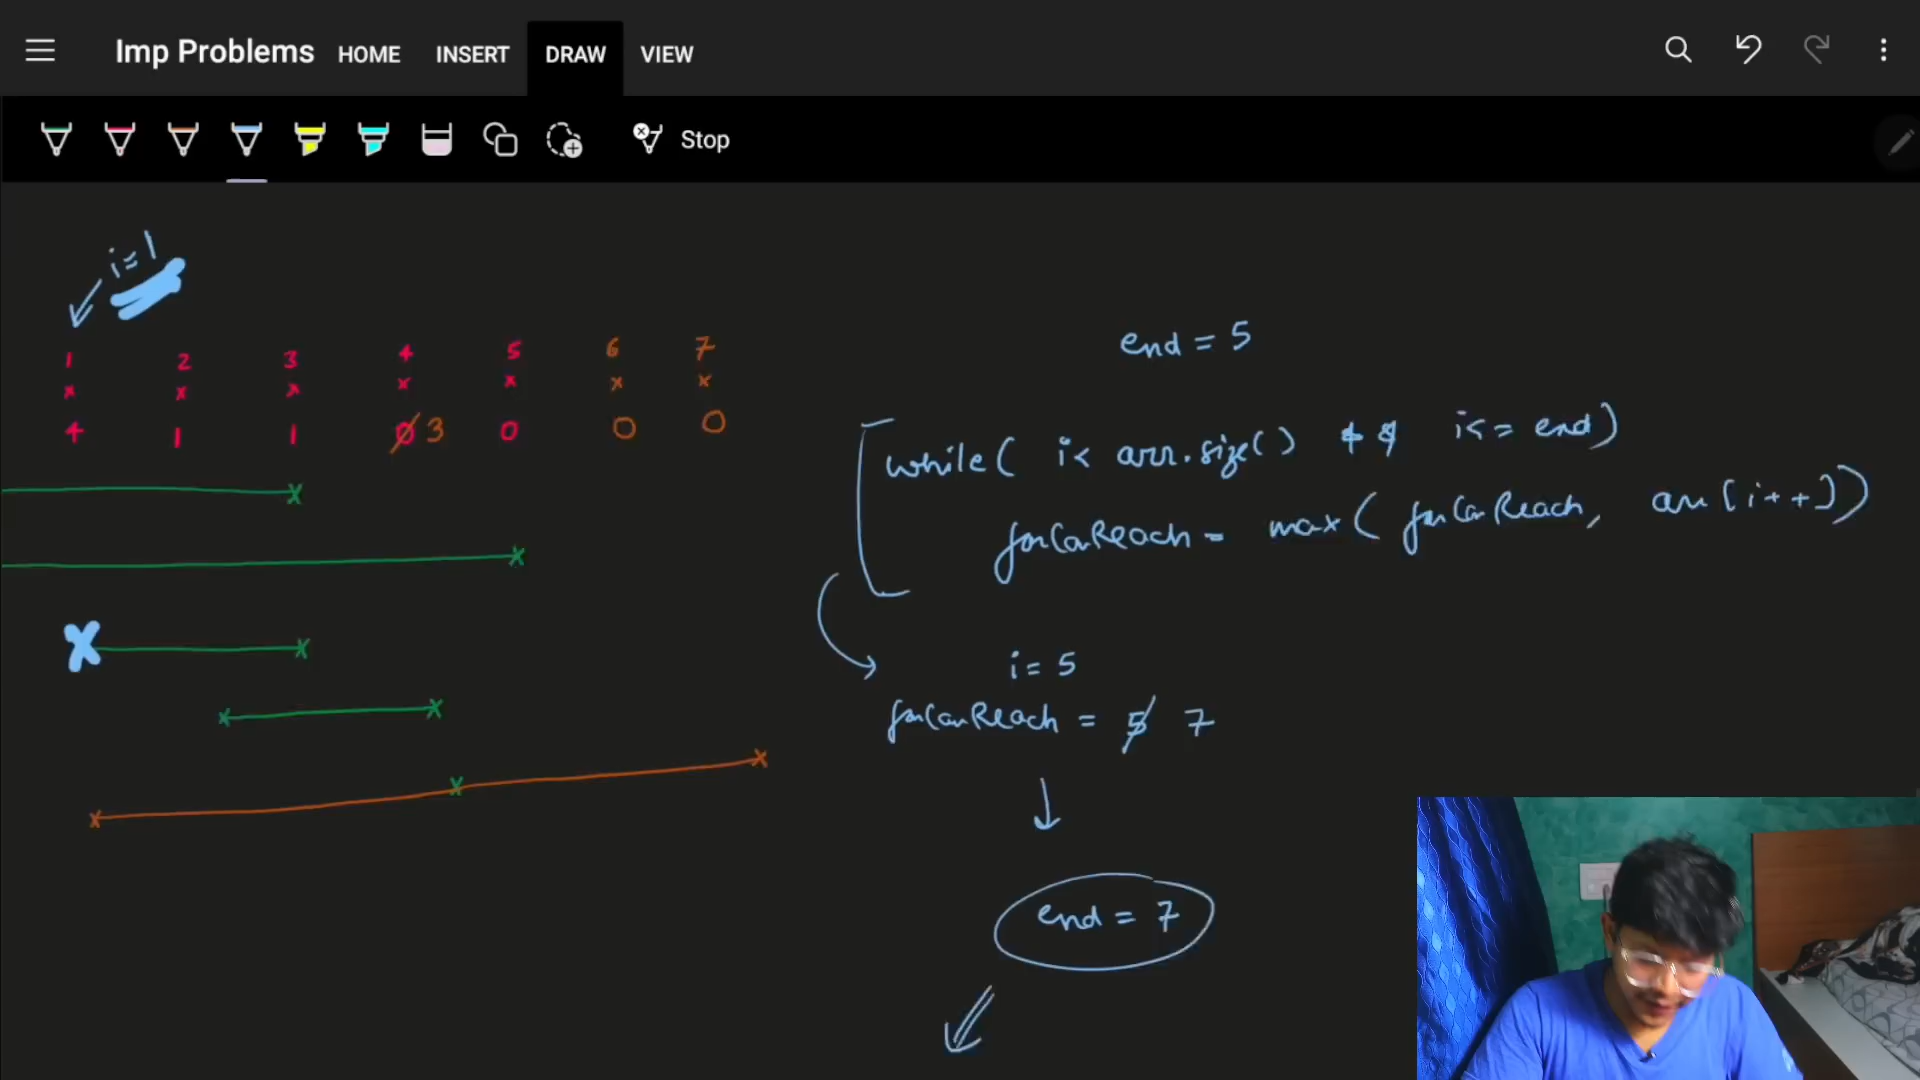 Imp Problems HOME INSERT DRAW VIEW
Stop
i=1
1 2 3 4 5 6 7
x x x x x x x
4 1 1 0 3 0 0 0
end = 5
while( i< arr.size() && i<= end)
farCanReach = max( farCanReach, arr[i++])
i= 5
farCanReach = 5 7
end = 7